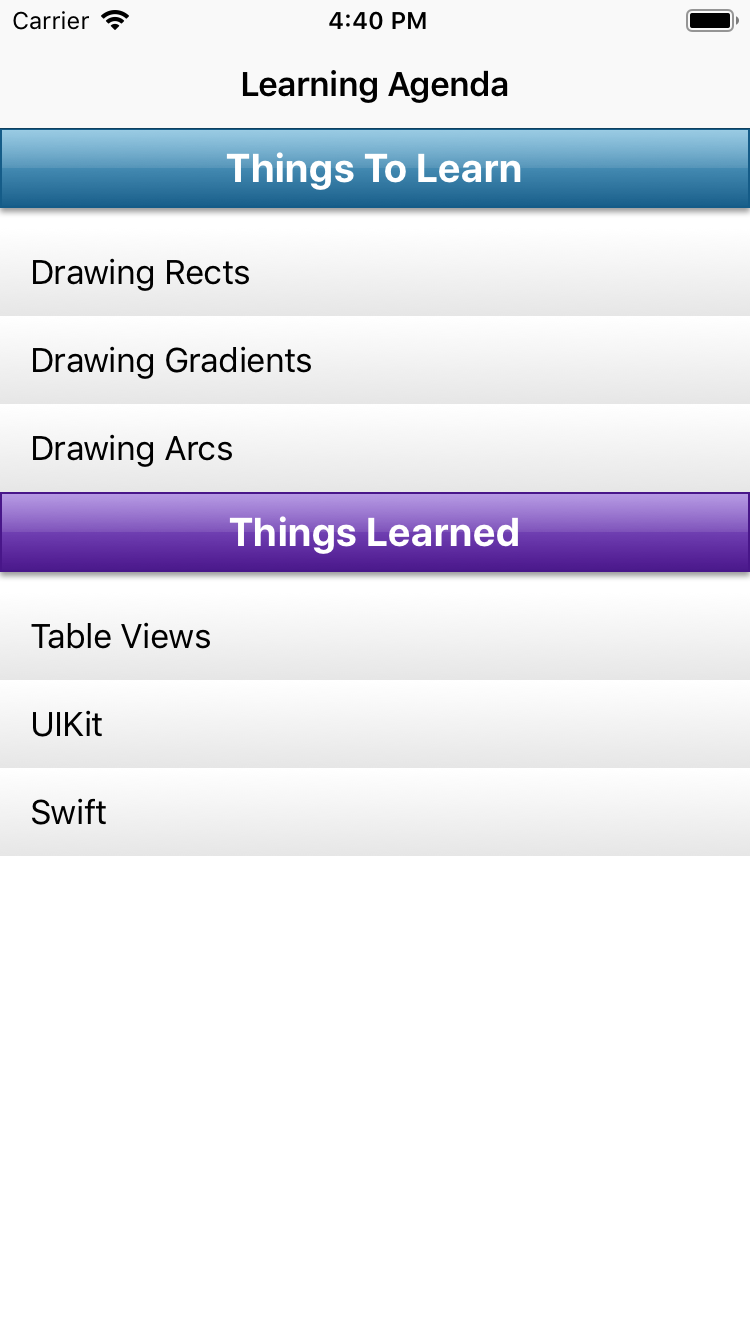 Carrier 4:40 PM
Learning Agenda
Things To Learn
Drawing Rects
Drawing Gradients
Drawing Arcs
Things Learned
Table Views
UIKit
Swift